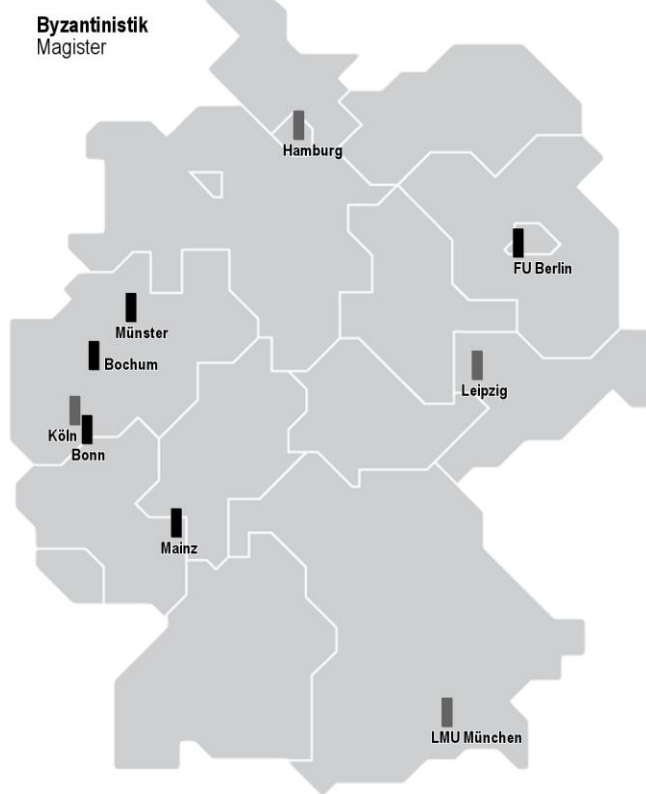 Byzantinistik
Magister
Hamburg
FU Berlin
Münster
Bochum
Leipzig
Köln
Bonn
Mainz
LMU München